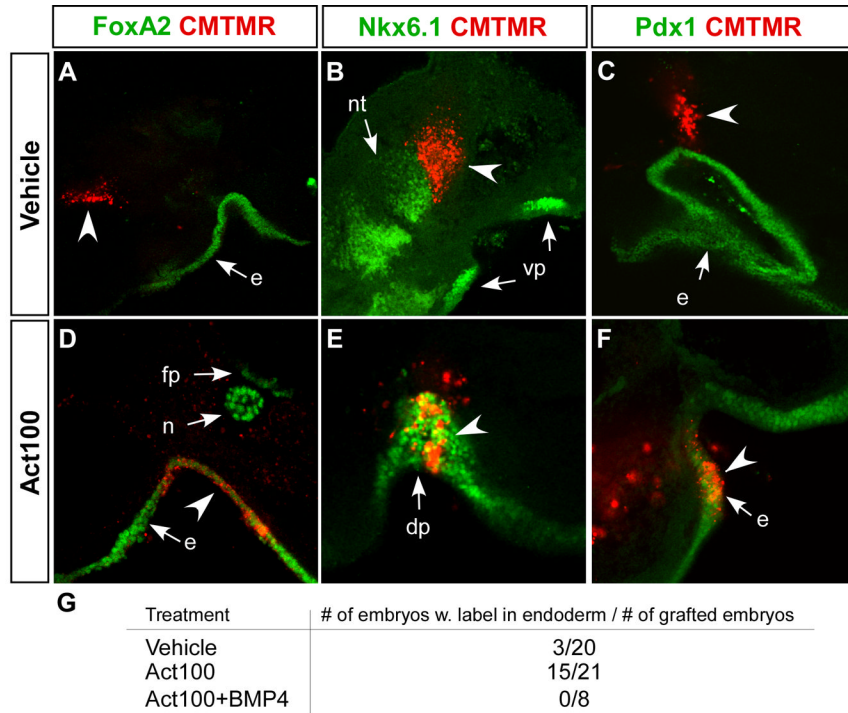 FoxA2 CMTMR
Nkx6.1 CMTMR
Pdx1 CMTMR
Vehicle
A
e
B
nt
vp
C
e
Act100
D
fp
n
e
E
dp
F
e
G
Treatment # of embryos w. label in endoderm / # of grafted embryos
Vehicle 3/20
Act100 15/21
Act100+BMP4 0/8